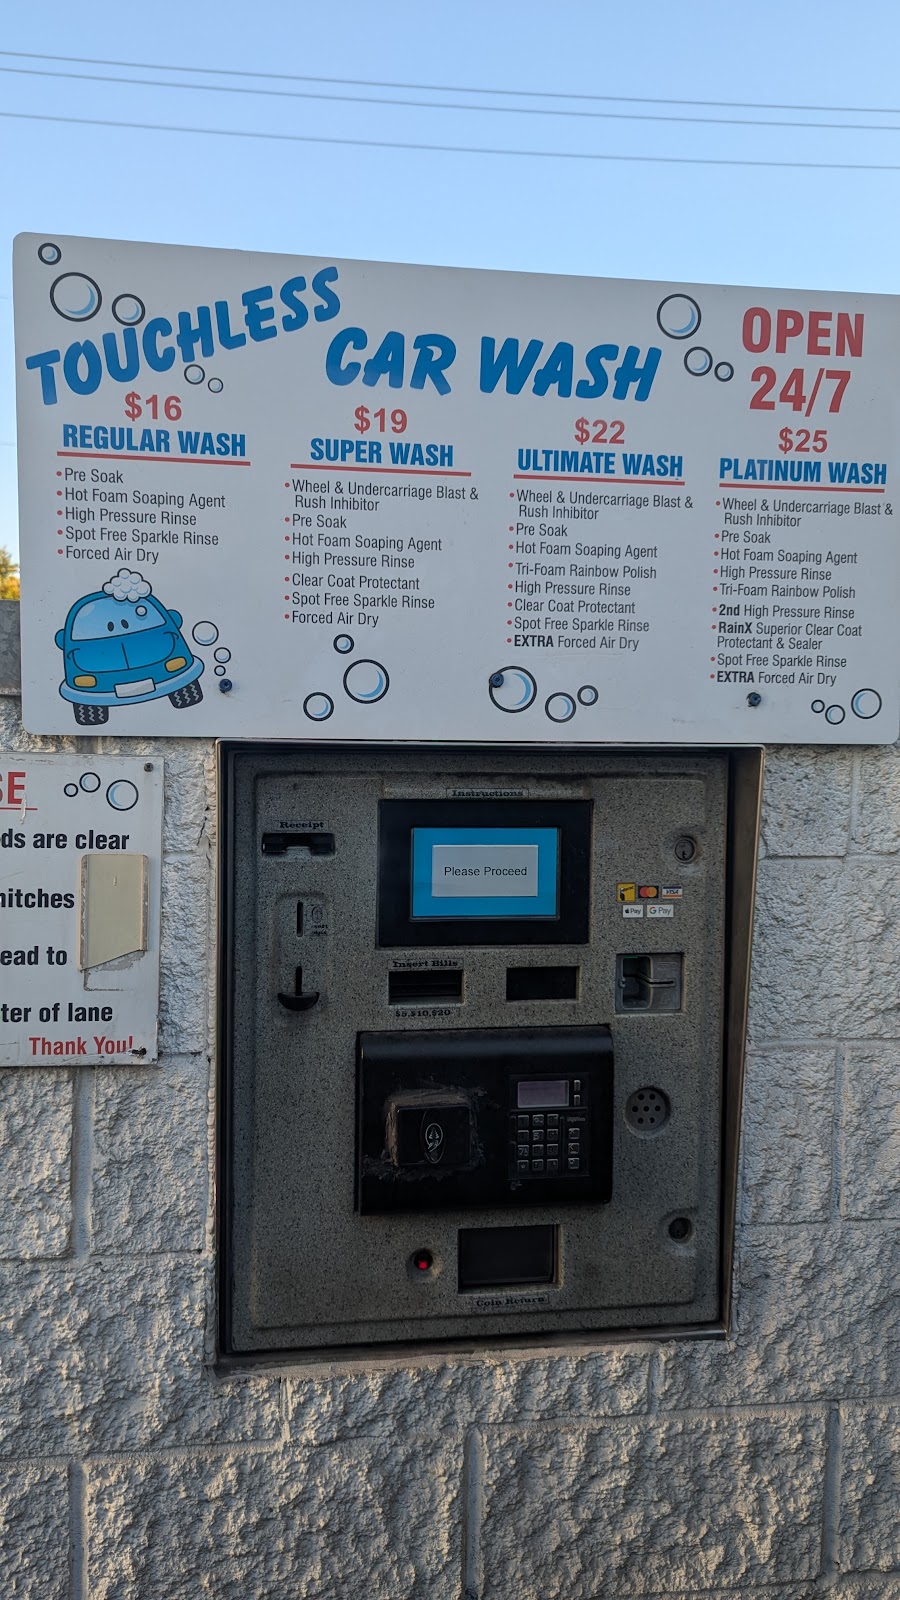 TOUCHLESS
CAR WASH
OPEN
24/7
$16
REGULAR WASH
•Pre Soak
•Hot Foam Soaping Agent
•High Pressure Rinse
•Spot Free Sparkle Rinse
•Forced Air Dry
$19
SUPER WASH
•Wheel & Undercarriage Blast &
Rush Inhibitor
•Pre Soak
•Hot Foam Soaping Agent
•High Pressure Rinse
•Clear Coat Protectant
•Spot Free Sparkle Rinse
•Forced Air Dry
$22
ULTIMATE WASH
•Wheel & Undercarriage Blast &
Rush Inhibitor
•Pre Soak
•Hot Foam Soaping Agent
•Tri-Foam Rainbow Polish
•High Pressure Rinse
•Clear Coat Protectant
•Spot Free Sparkle Rinse
•EXTRA Forced Air Dry
$25
PLATINUM WASH
•Wheel & Undercarriage Blast &
Rush Inhibitor
•Pre Soak
•Hot Foam Soaping Agent
•High Pressure Rinse
•Tri-Foam Rainbow Polish
•2nd High Pressure Rinse
•RainX Superior Clear Coat
Protectant & Sealer
•Spot Free Sparkle Rinse
•EXTRA Forced Air Dry
SE
ds are clear
hitches
ead to
ter of lane
Thank You!
Instructions
Receipt
Please Proceed
VISA
Pay
G Pay
Insert Bills
$5,$10,$20
Coin Return